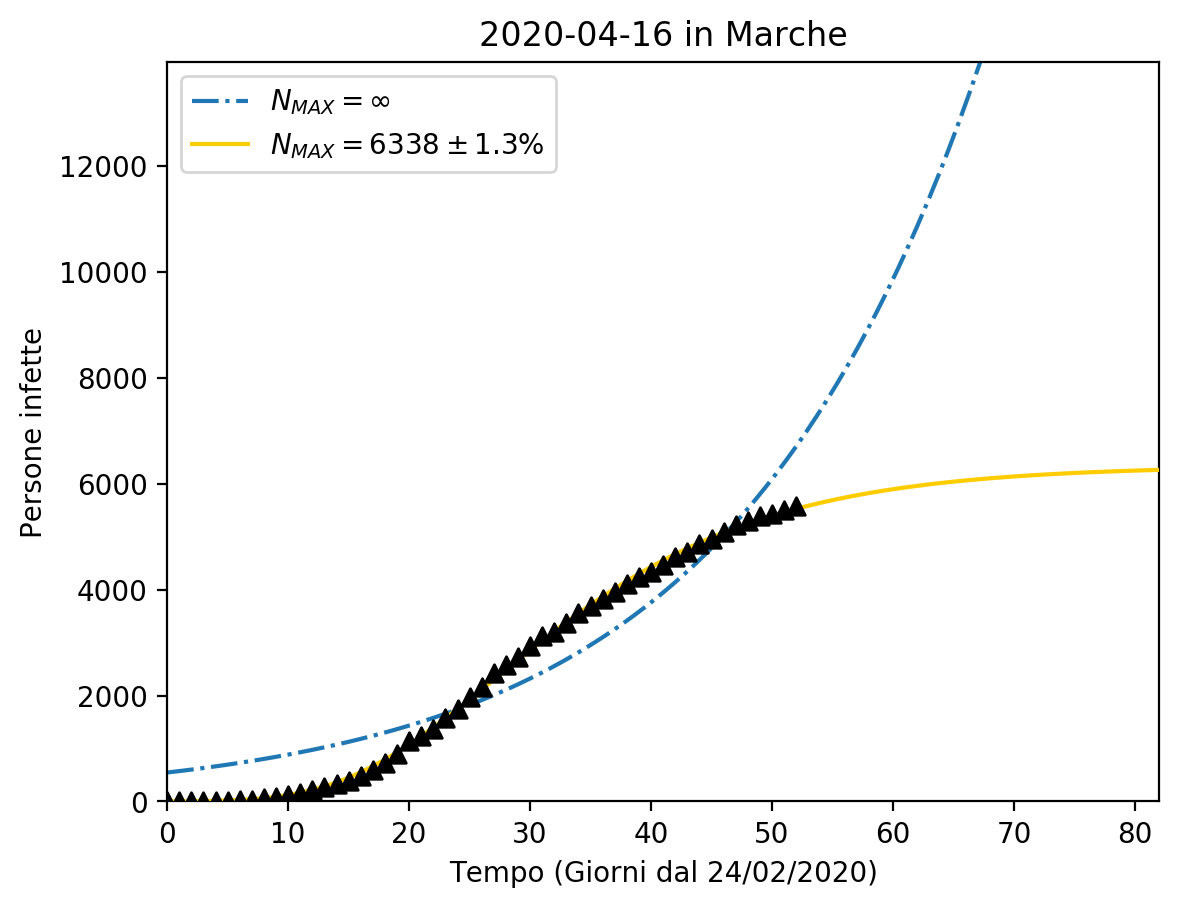 2020-04-16 in Marche
N_MAX = ∞
N_MAX = 6338 ± 1.3%
12000
10000
8000
6000
4000
2000
0
Persone infette
0 10 20 30 40 50 60 70 80
Tempo (Giorni dal 24/02/2020)